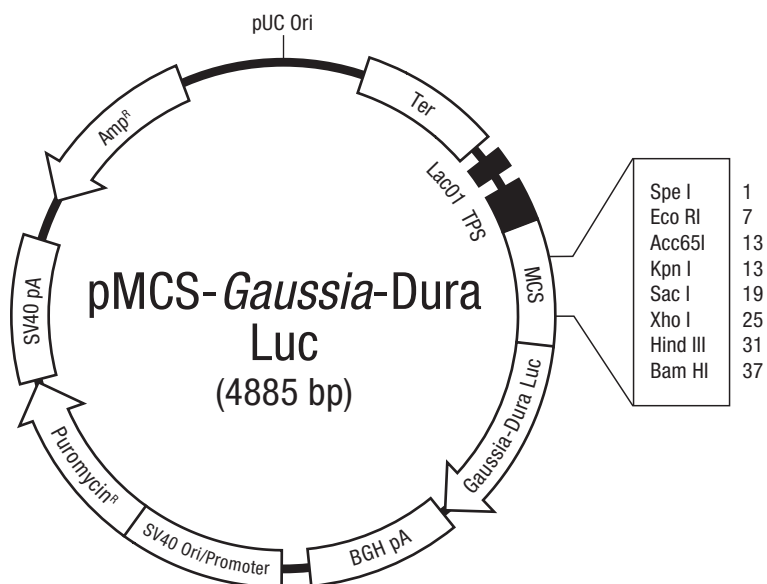 pUC Ori
Ter
Amp^R
Lac01 TPS
Spe I 1
Eco RI 7
Acc65I 13
Kpn I 13
Sac I 19
Xho I 25
Hind III 31
Bam HI 37
MCS
pMCS-Gaussia-Dura
Luc
(4885 bp)
SV40 pA
Gaussia-Dura Luc
Puromycin^R
SV40 Ori/Promoter
BGH pA